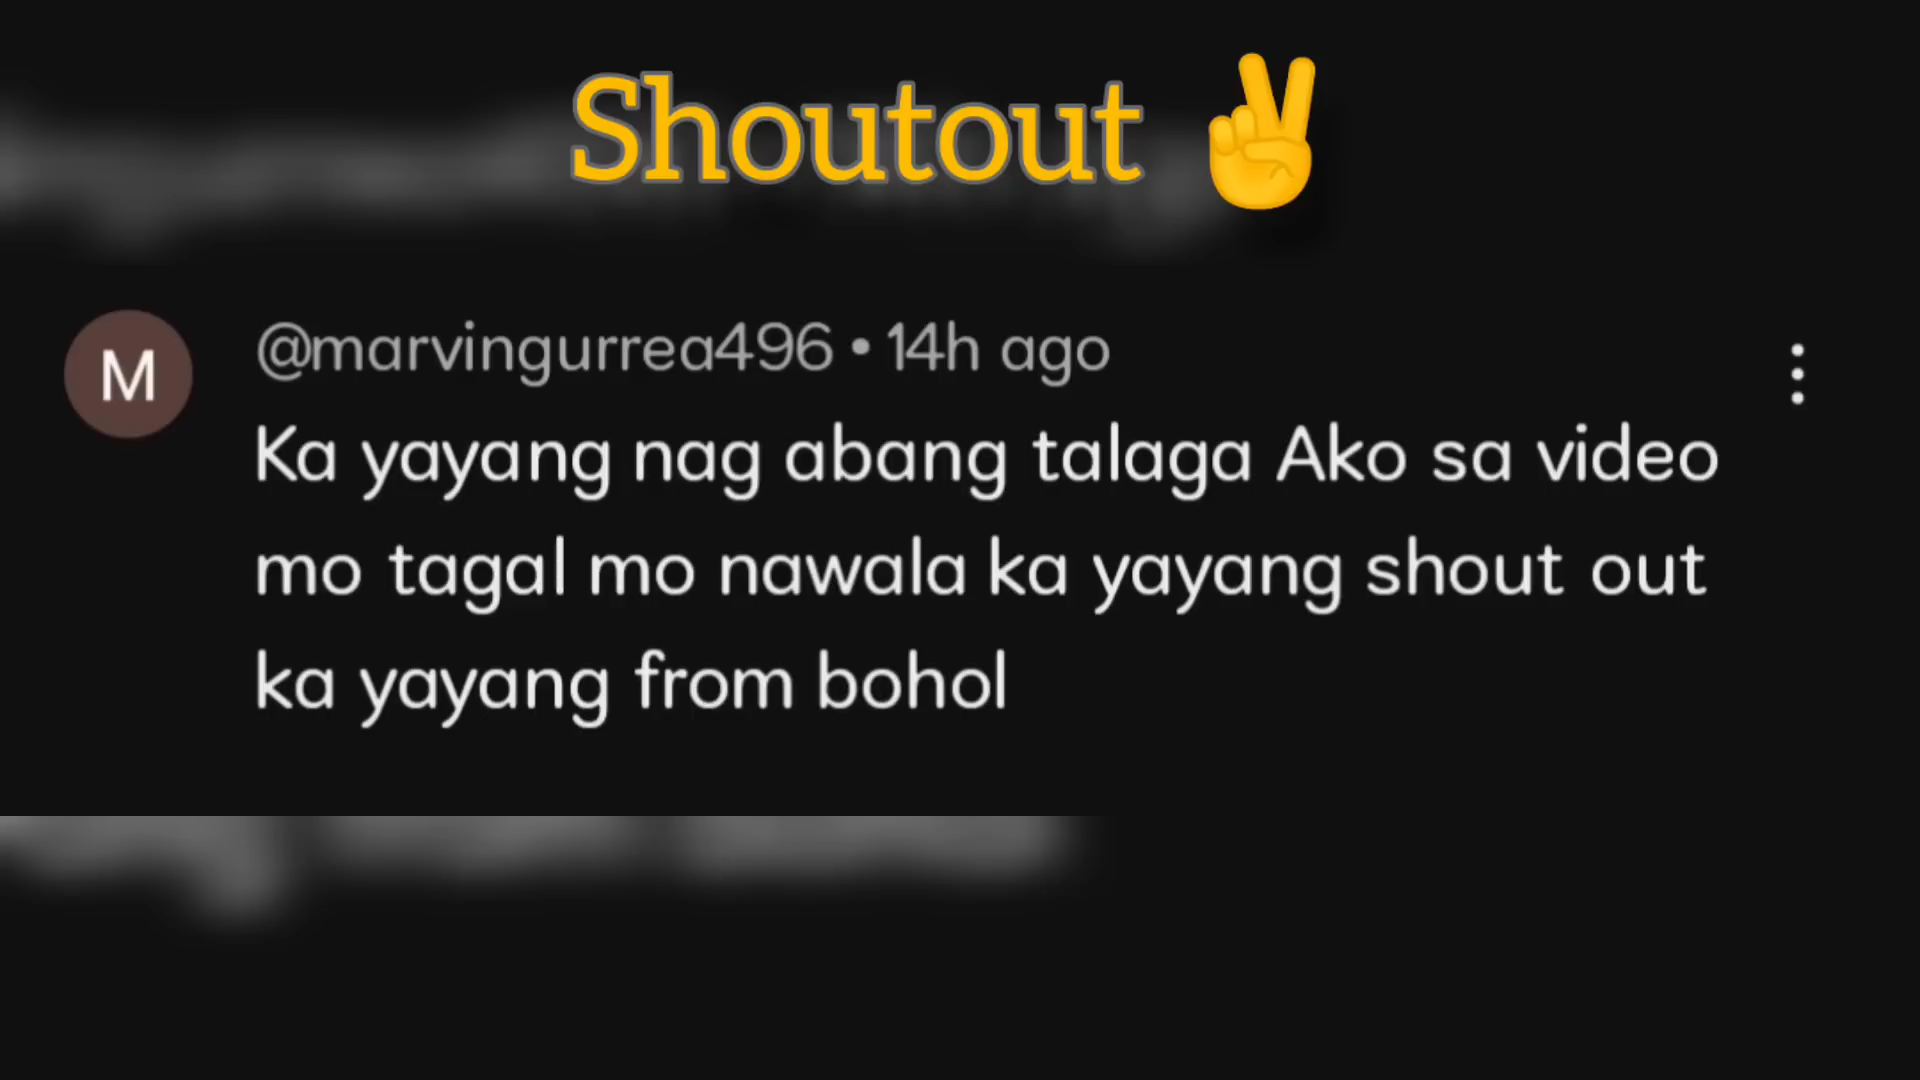 Shoutout ✌
M
@marvingurrea496 • 14h ago
Ka yayang nag abang talaga Ako sa video
mo tagal mo nawala ka yayang shout out
ka yayang from bohol